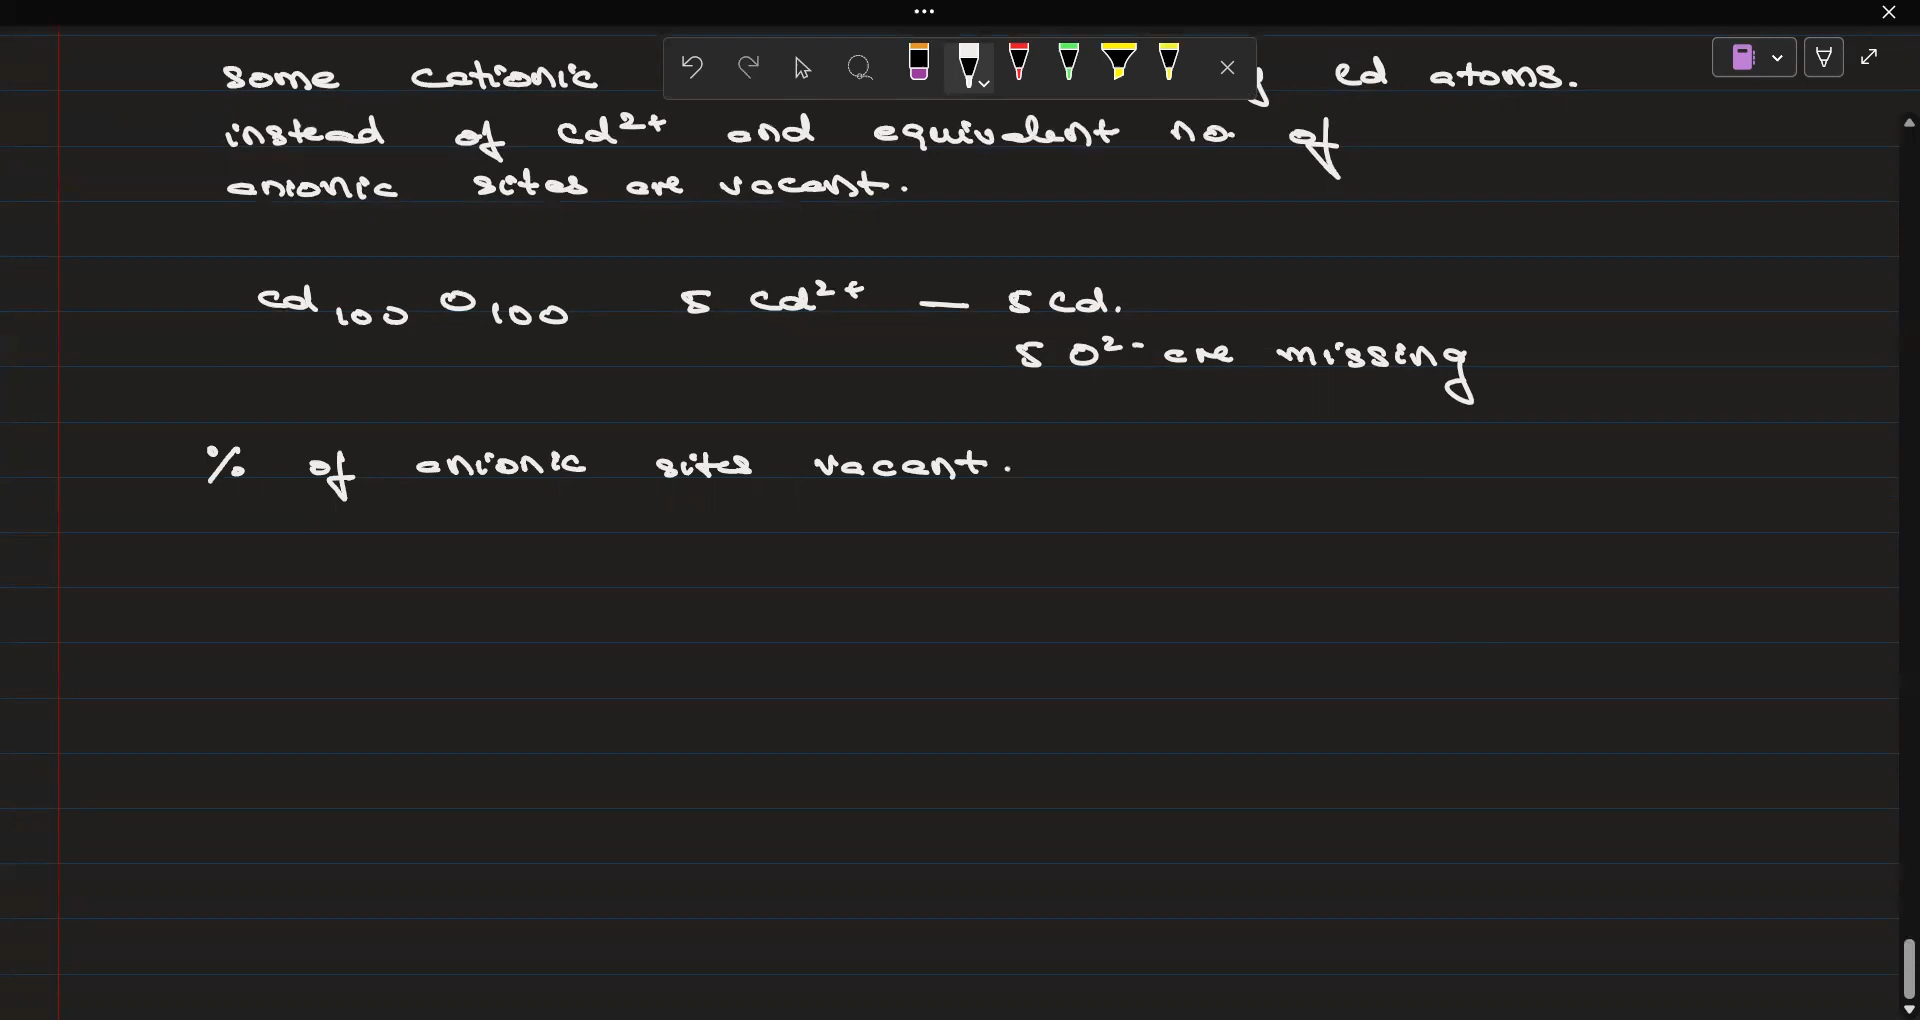 some cationic ed atoms.
instead of cd²⁺ and equivalent no. of
anionic sites are vacant.
cd₁₀₀ O₁₀₀ 5 Cd²⁺ — 5 Cd.
5 O²⁻ are missing
% of anionic sites vacant.